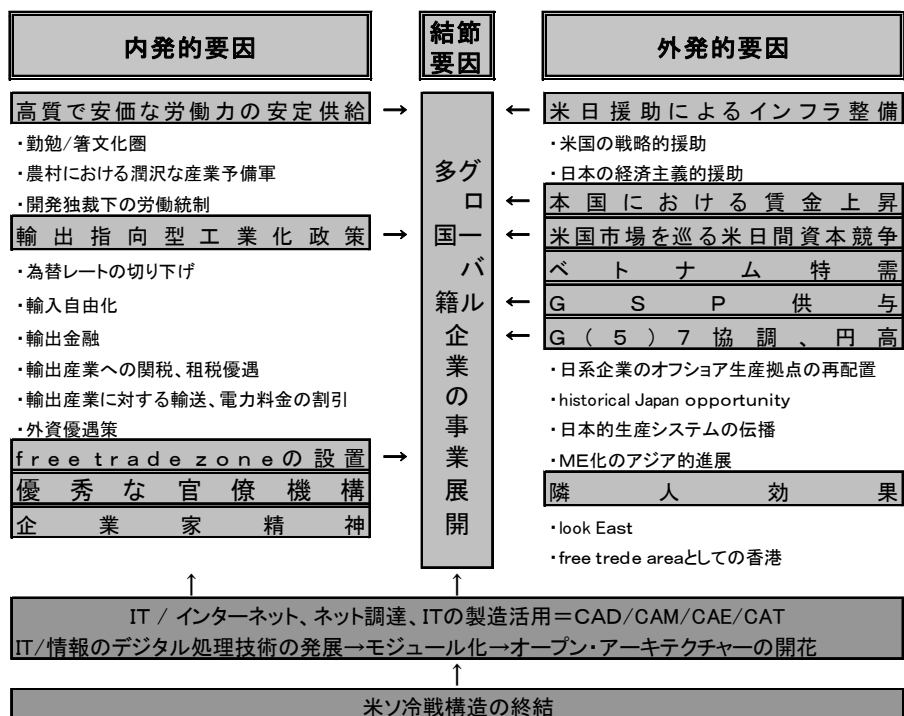 内発的要因
結節
要因
外発的要因
高質で安価な労働力の安定供給
→
・勤勉/箸文化圏
・農村における潤沢な産業予備軍
・開発独裁下の労働統制
輸出指向型工業化政策
→
・為替レートの切り下げ
・輸入自由化
・輸出金融
・輸出産業への関税、租税優遇
・輸出産業に対する輸送、電力料金の割引
・外資優遇策
free trade zoneの設置
→
優秀な官僚機構
企業家精神
グローバル
多国籍
企業の事業展開
←
米日援助によるインフラ整備
・米国の戦略的援助
・日本の経済主義的援助
←
本国における賃金上昇
←
米国市場を巡る米日間資本競争
ベトナム特需
←
GSP供与
←
G(5)7協調、円高
・日系企業のオフショア生産拠点の再配置
・historical Japan opportunity
・日本的生産システムの伝播
・ME化のアジア的進展
隣人効果
・look East
・free trede areaとしての香港
↑
↑
IT / インターネット、ネット調達、ITの製造活用=CAD/CAM/CAE/CAT
IT/情報のデジタル処理技術の発展→モジュール化→オープン・アーキテクチャーの開花
↑
米ソ冷戦構造の終結